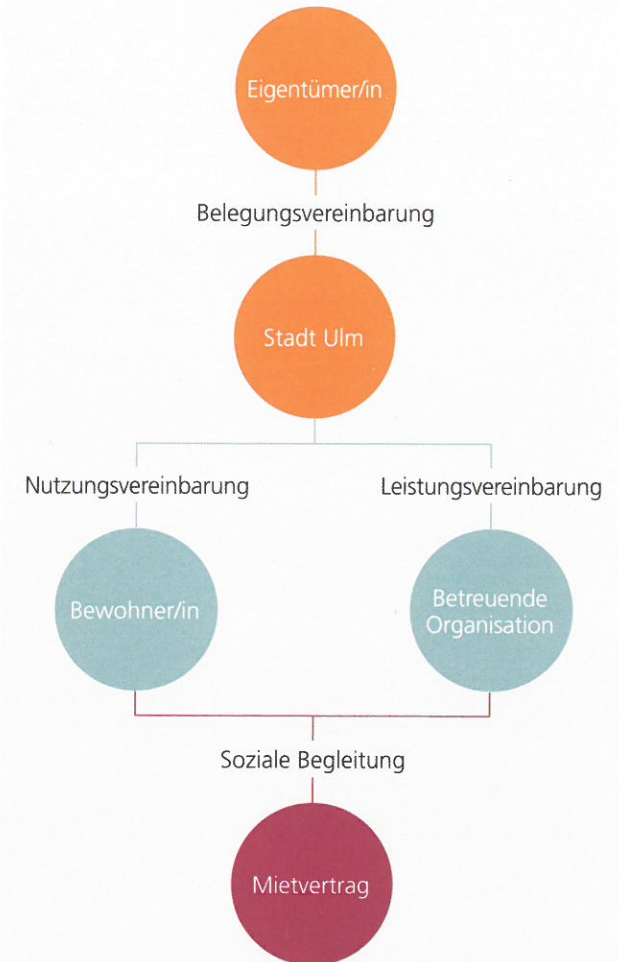 Eigentümer/in
Belegungsvereinbarung
Stadt Ulm
Nutzungsvereinbarung
Leistungsvereinbarung
Bewohner/in
Betreuende
Organisation
Soziale Begleitung
Mietvertrag